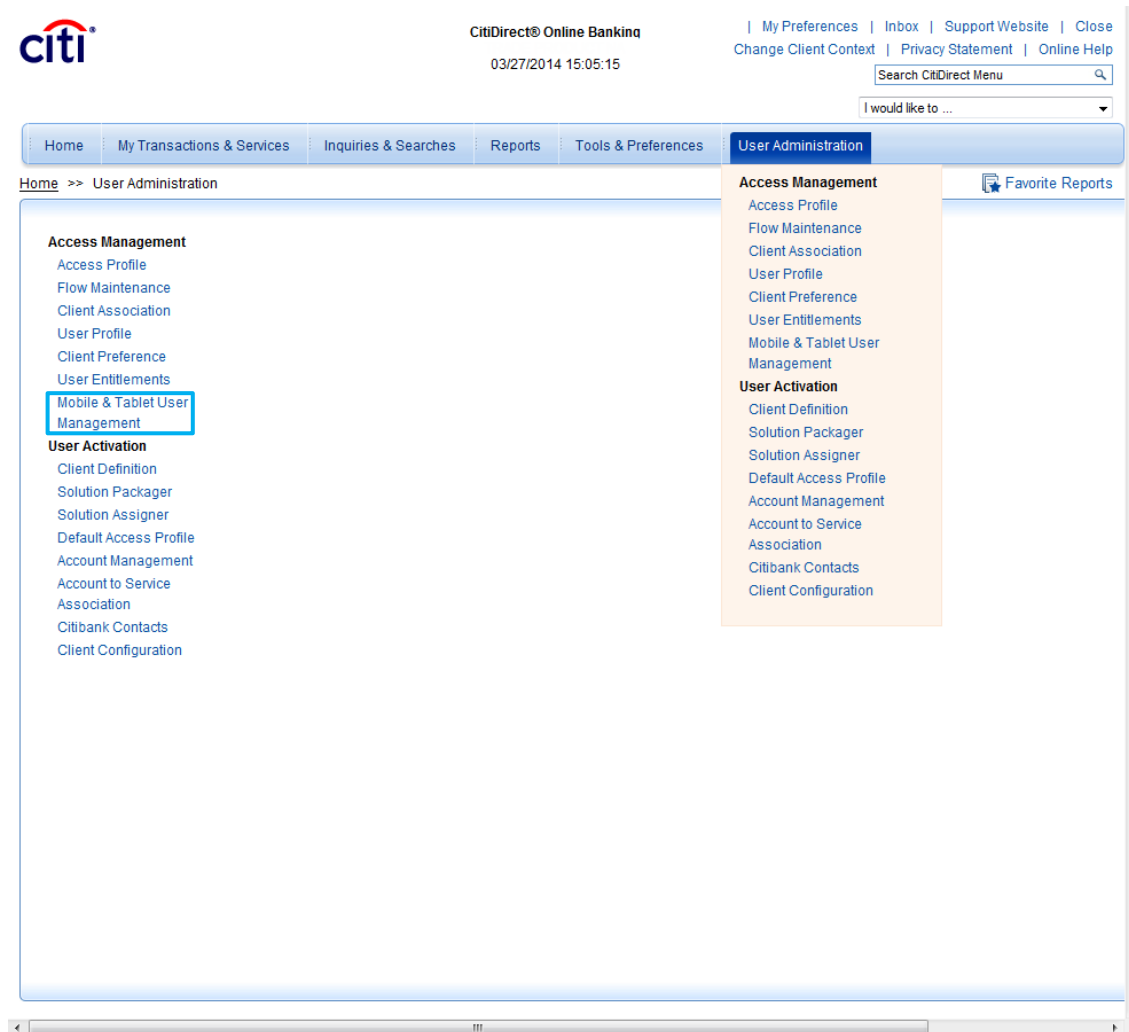 citi®
CitiDirect® Online Banking
03/27/2014 15:05:15
| My Preferences | Inbox | Support Website | Close
Change Client Context | Privacy Statement | Online Help
Search CitiDirect Menu
I would like to ...
Home My Transactions & Services Inquiries & Searches Reports Tools & Preferences User Administration
Home >> User Administration
Favorite Reports
Access Management
Access Profile
Flow Maintenance
Client Association
User Profile
Client Preference
User Entitlements
Mobile & Tablet User
Management
User Activation
Client Definition
Solution Packager
Solution Assigner
Default Access Profile
Account Management
Account to Service
Association
Citibank Contacts
Client Configuration
Access Management
Access Profile
Flow Maintenance
Client Association
User Profile
Client Preference
User Entitlements
Mobile & Tablet User
Management
User Activation
Client Definition
Solution Packager
Solution Assigner
Default Access Profile
Account Management
Account to Service
Association
Citibank Contacts
Client Configuration